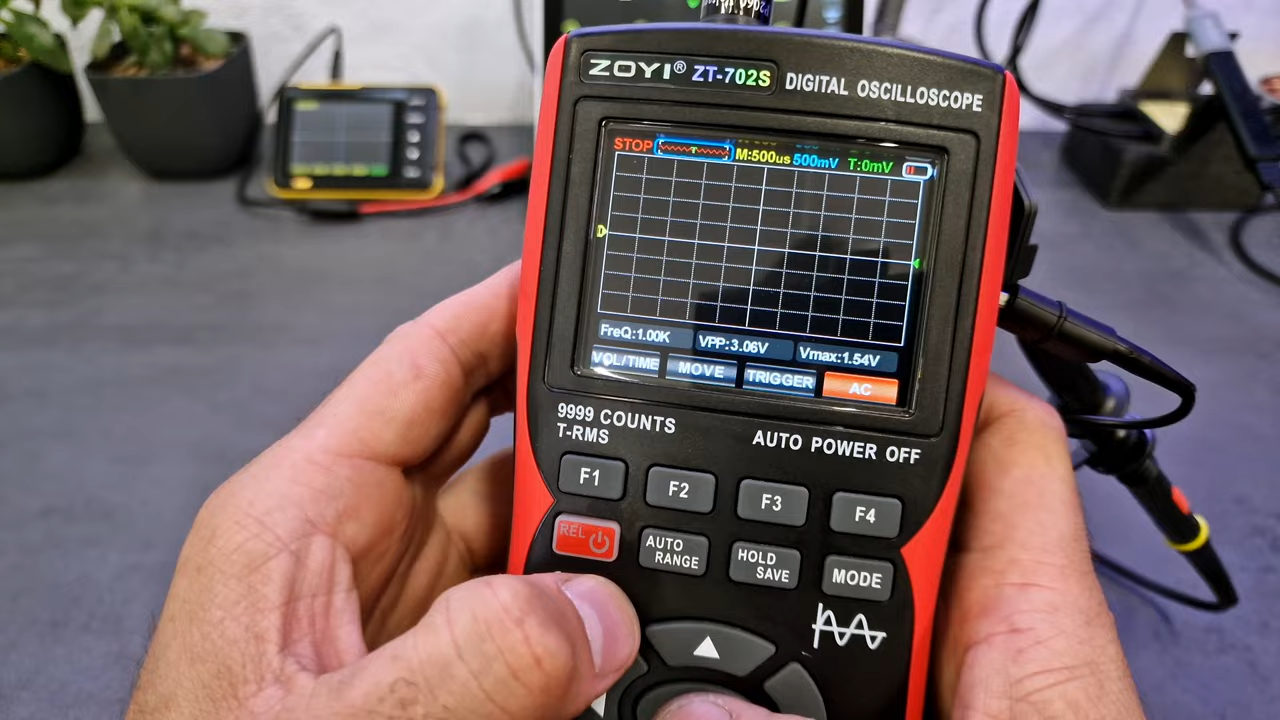 ZOYI® ZT-702S DIGITAL OSCILLOSCOPE
STOP M:500us 500mV T:0mV
FreQ:1.00K VPP:3.06V Vmax:1.54V
VOL/TIME MOVE TRIGGER AC
9999 COUNTS
T-RMS
AUTO POWER OFF
F1 F2 F3 F4
REL
AUTO
RANGE
HOLD
SAVE
MODE